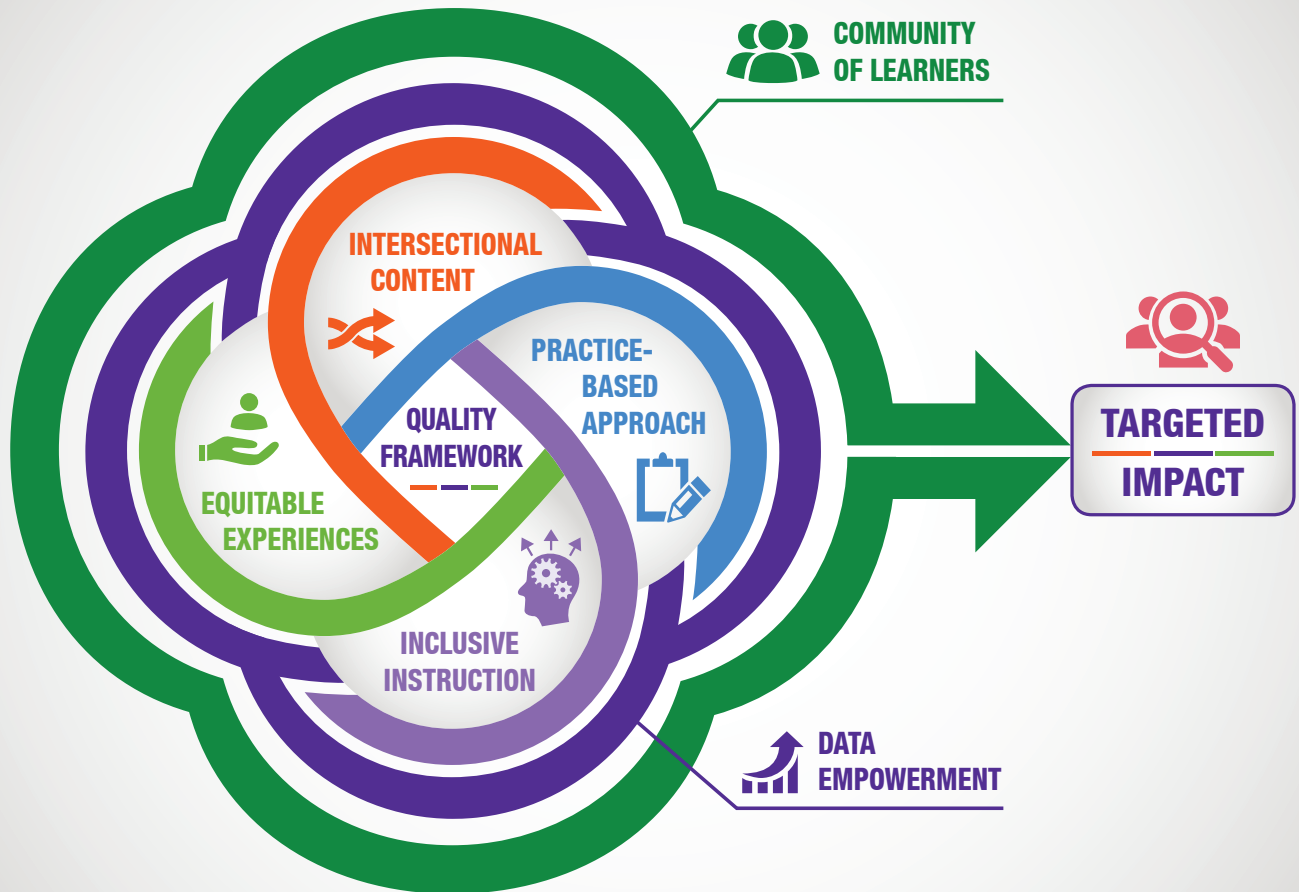 COMMUNITY
OF LEARNERS
INTERSECTIONAL
CONTENT
PRACTICE-
BASED
APPROACH
QUALITY
FRAMEWORK
EQUITABLE
EXPERIENCES
INCLUSIVE
INSTRUCTION
TARGETED
IMPACT
DATA
EMPOWERMENT